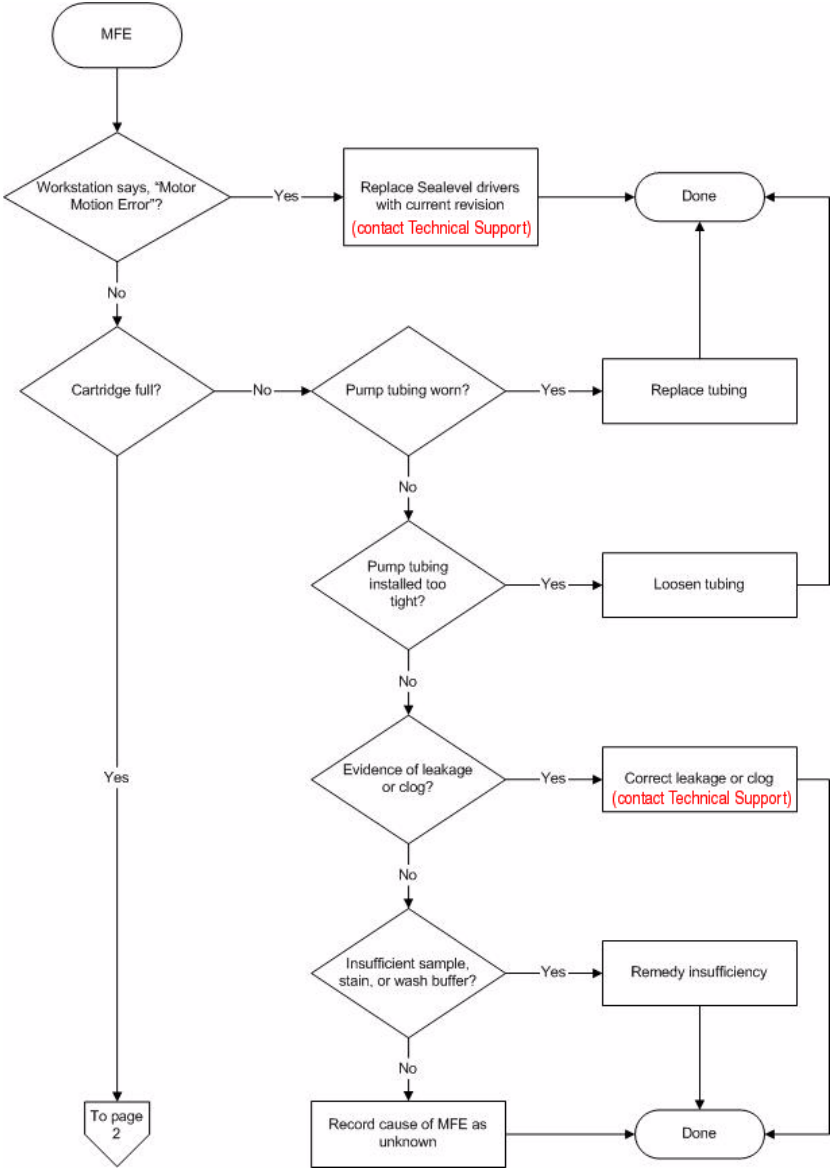 MFE
Workstation says, “Motor
Motion Error”?
Yes
Replace Sealevel drivers
with current revision
(contact Technical Support)
Done
No
Cartridge full?
No
Pump tubing worn?
Yes
Replace tubing
No
Pump tubing
installed too
tight?
Yes
Loosen tubing
No
Yes
Evidence of leakage
or clog?
Yes
Correct leakage or clog
(contact Technical Support)
No
Insufficient sample,
stain, or wash buffer?
Yes
Remedy insufficiency
No
To page
2
Record cause of MFE as
unknown
Done